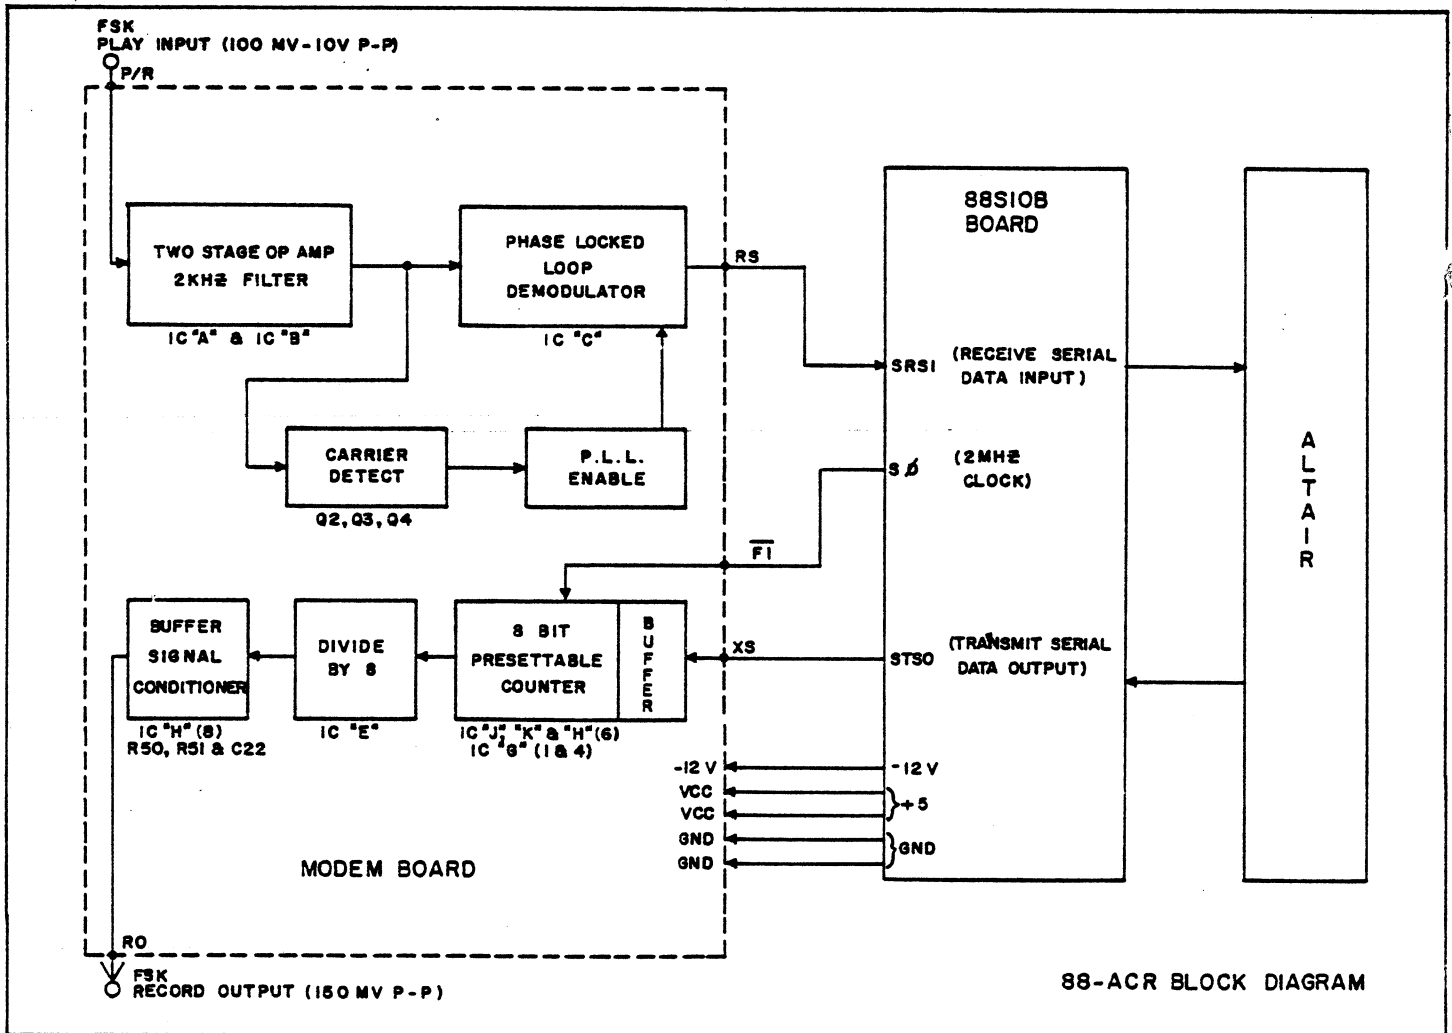 FSK
PLAY INPUT (100 MV-10V P-P)
P/R
TWO STAGE OP AMP
2KHZ FILTER
IC "A" & IC "B"
PHASE LOCKED
LOOP
DEMODULATOR
IC "C"
RS
88SIOB
BOARD
SRSI (RECEIVE SERIAL
DATA INPUT)
CARRIER
DETECT
Q2, Q3, Q4
P.L.L.
ENABLE
SØ (2MHZ
CLOCK)
F1
BUFFER
SIGNAL
CONDITIONER
IC "H" (8)
R50, R51 & C22
DIVIDE
BY 8
IC "E"
8 BIT
PRESETTABLE
COUNTER
BUFFER
IC "J", "K" & "H" (6)
IC "G" (1 & 4)
XS
STSO (TRANSMIT SERIAL
DATA OUTPUT)
ALTAIR
-12 V
-12 V
VCC
VCC
+5
GND
GND
GND
MODEM BOARD
RO
FSK
RECORD OUTPUT (150 MV P-P)
88-ACR BLOCK DIAGRAM